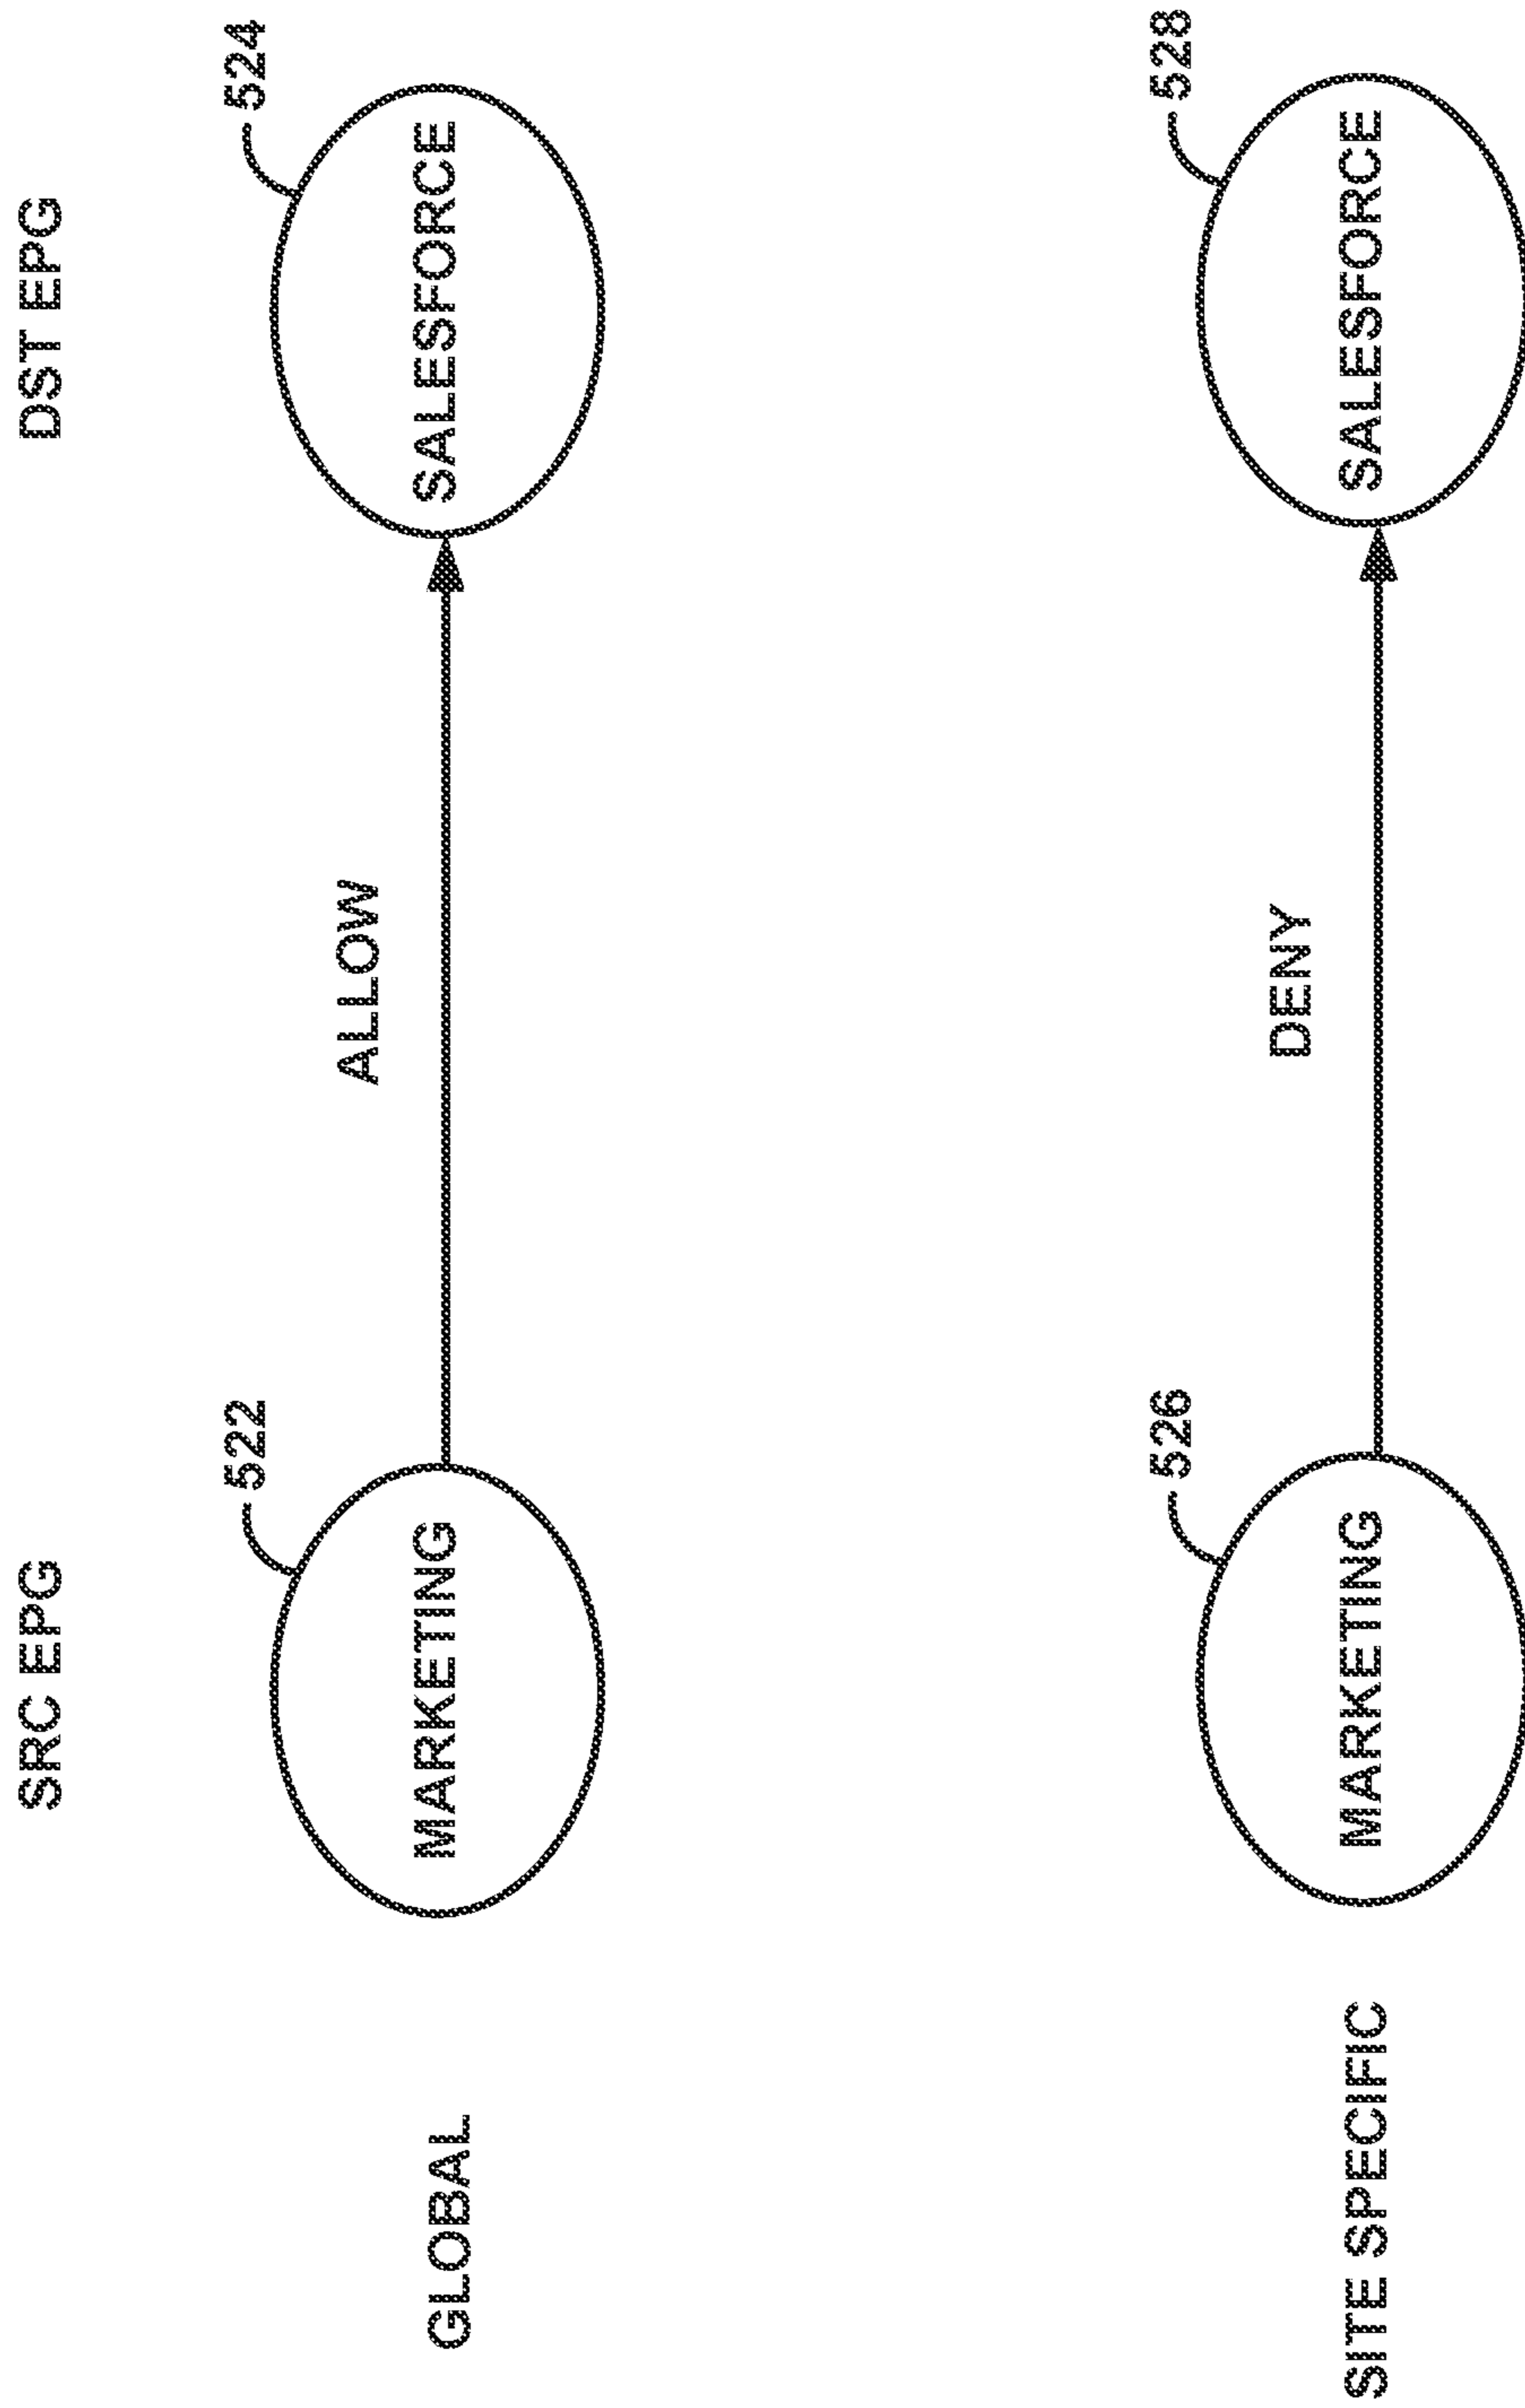 SRC EPG
DST EPG
522
524
GLOBAL
MARKETING
ALLOW
SALESFORCE
526
528
SITE SPECIFIC
MARKETING
DENY
SALESFORCE